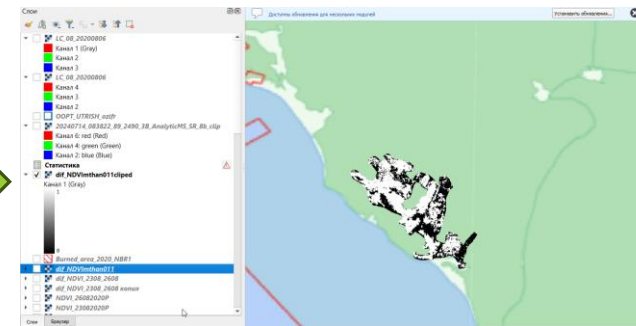 Слои
Доступны обновления для нескольких модулей
Установить обновления...
LC_08_20200806
Канал 1 (Gray)
Канал 2
Канал 3
LC_08_20200806
Канал 4
Канал 3
Канал 2
OOPT_UTRISH_ozifr
20240714_083822_89_2490_3B_AnalyticMS_SR_8b_clip
Канал 6: red (Red)
Канал 4: green (Green)
Канал 2: blue (Blue)
Статистика
dif_NDVImthan011cliped
Канал 1 (Gray)
1
0
Burned_area_2020_NBR1
dif_NDVImthan011
dif_NDVI_2308_2608
dif_NDVI_2308_2608 копия
NDVI_26082020P
NDVI_23082020P
Слои
Браузер